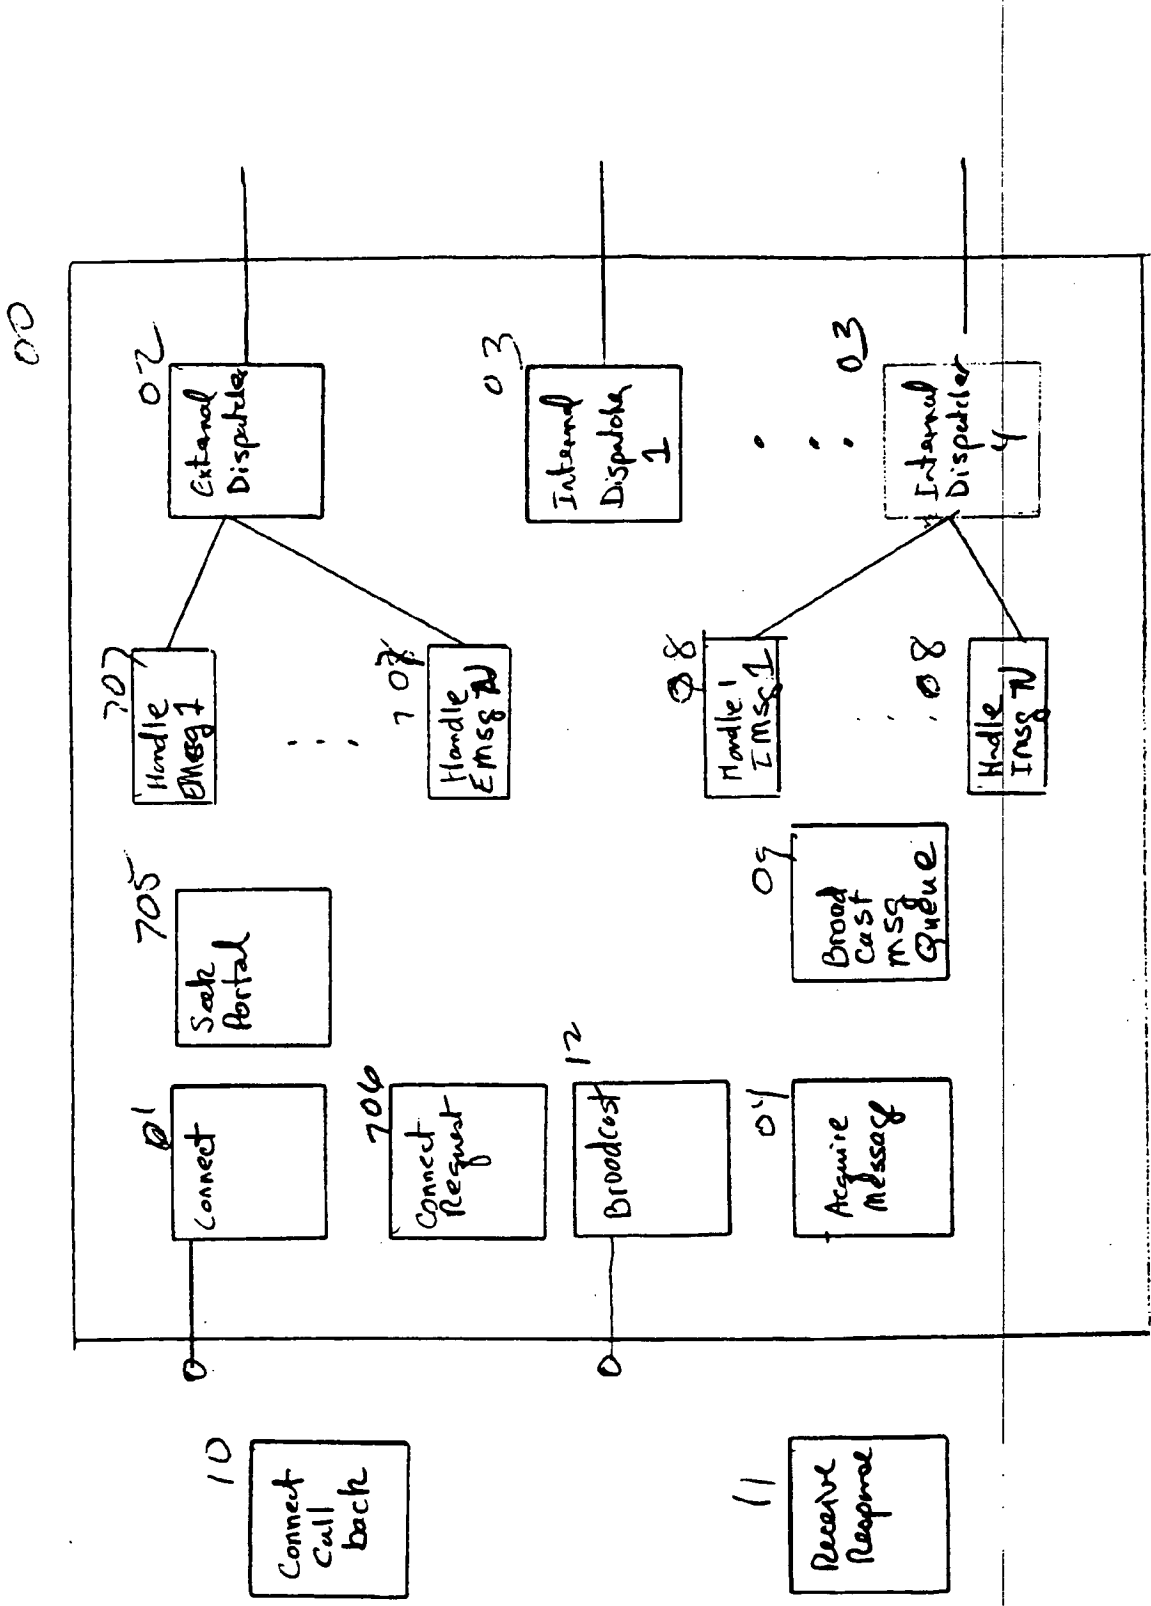 00
02
External
Dispatcher
03
Internal
Dispatcher
1
03
Internal
Dispatcher
4
707
Handle
EMsg 1
707
Handle
EMsg N
08
Handle
IMsg 1
08
Handle
Imsg N
705
Seek
Portal
09
Broad
cast
msg
Queue
01
Connect
706
Connect
Request
12
Broadcast
04
Acquire
Message
10
Connect
Call
back
11
Receive
Response